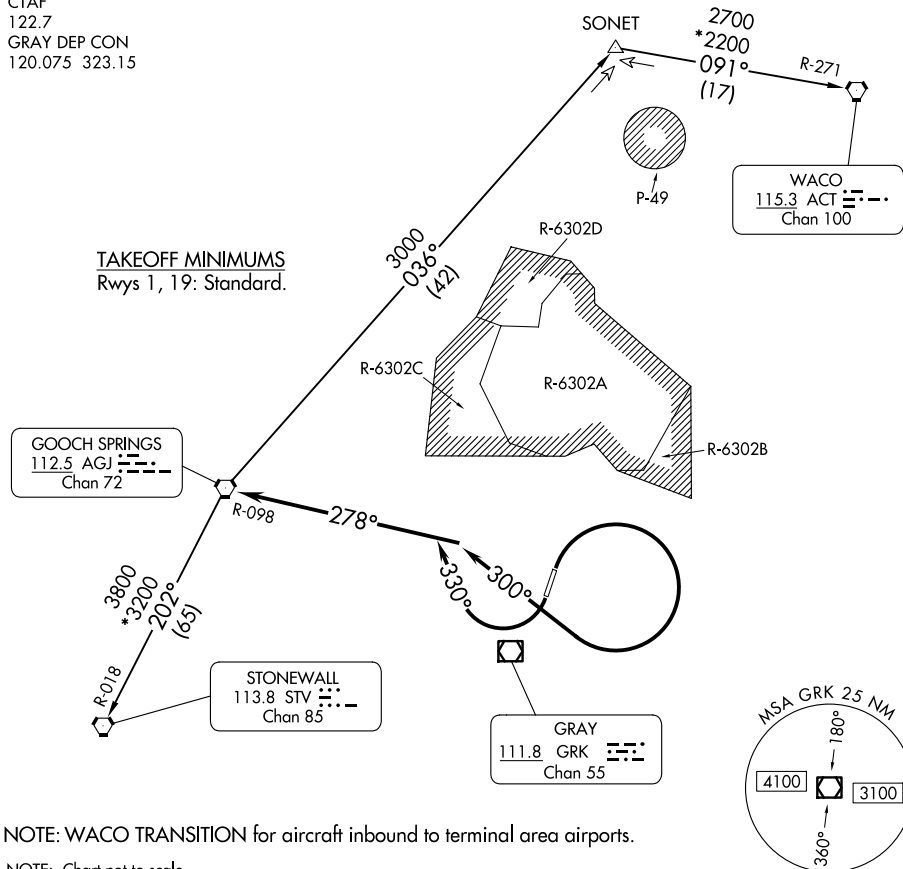 CTAF
122.7
GRAY DEP CON
120.075 323.15
SONET
2700
*2200
091°
(17)
R-271
WACO
115.3 ACT
Chan 100
P-49
TAKEOFF MINIMUMS
Rwys 1, 19: Standard.
3000
036°
(42)
R-6302D
R-6302C
R-6302A
R-6302B
GOOCH SPRINGS
112.5 AGJ
Chan 72
R-098
278°
330°
300°
3800
*3200
202°
(65)
R-018
STONEWALL
113.8 STV
Chan 85
GRAY
111.8 GRK
Chan 55
MSA GRK 25 NM
180°
4100
3100
360°
NOTE: WACO TRANSITION for aircraft inbound to terminal area airports.
NOTE: Chart not to scale